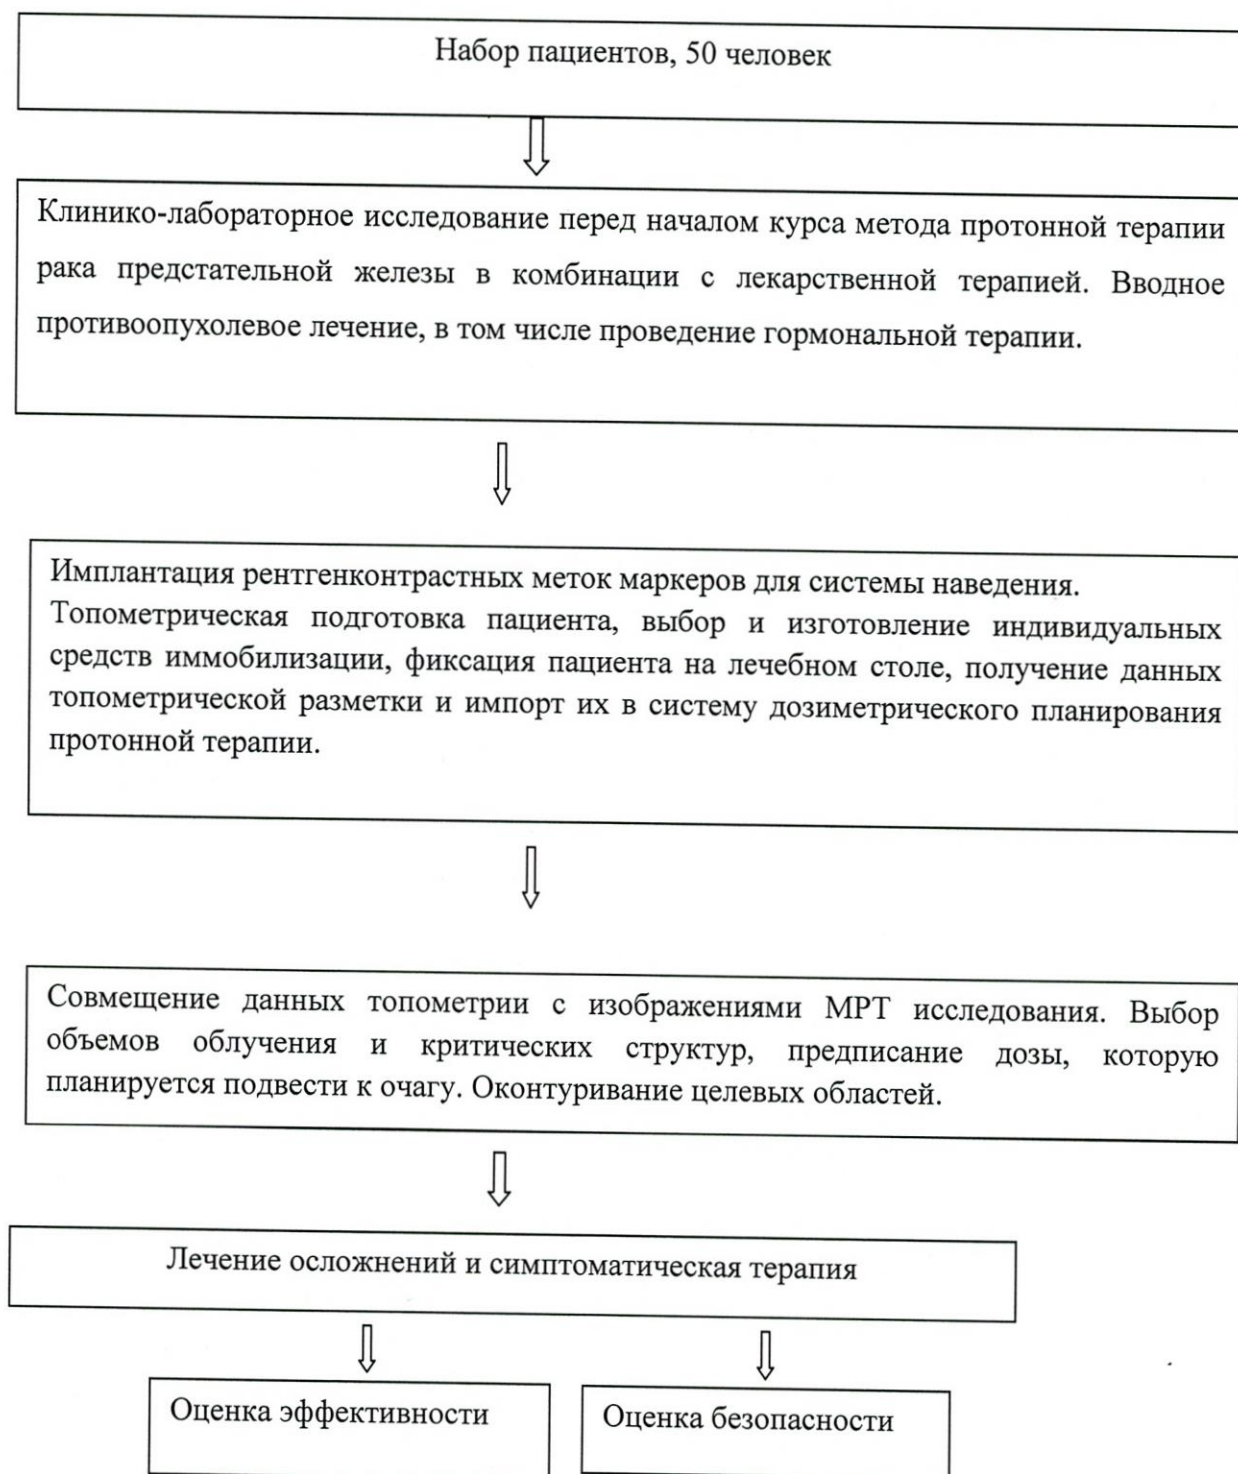 Набор пациентов, 50 человек
Клинико-лабораторное исследование перед началом курса метода протонной терапии
рака предстательной железы в комбинации с лекарственной терапией. Вводное
противоопухолевое лечение, в том числе проведение гормональной терапии.
Имплантация рентгенконтрастных меток маркеров для системы наведения.
Топометрическая подготовка пациента, выбор и изготовление индивидуальных
средств иммобилизации, фиксация пациента на лечебном столе, получение данных
топометрической разметки и импорт их в систему дозиметрического планирования
протонной терапии.
Совмещение данных топометрии с изображениями МРТ исследования. Выбор
объемов облучения и критических структур, предписание дозы, которую
планируется подвести к очагу. Оконтуривание целевых областей.
Лечение осложнений и симптоматическая терапия
Оценка эффективности
Оценка безопасности